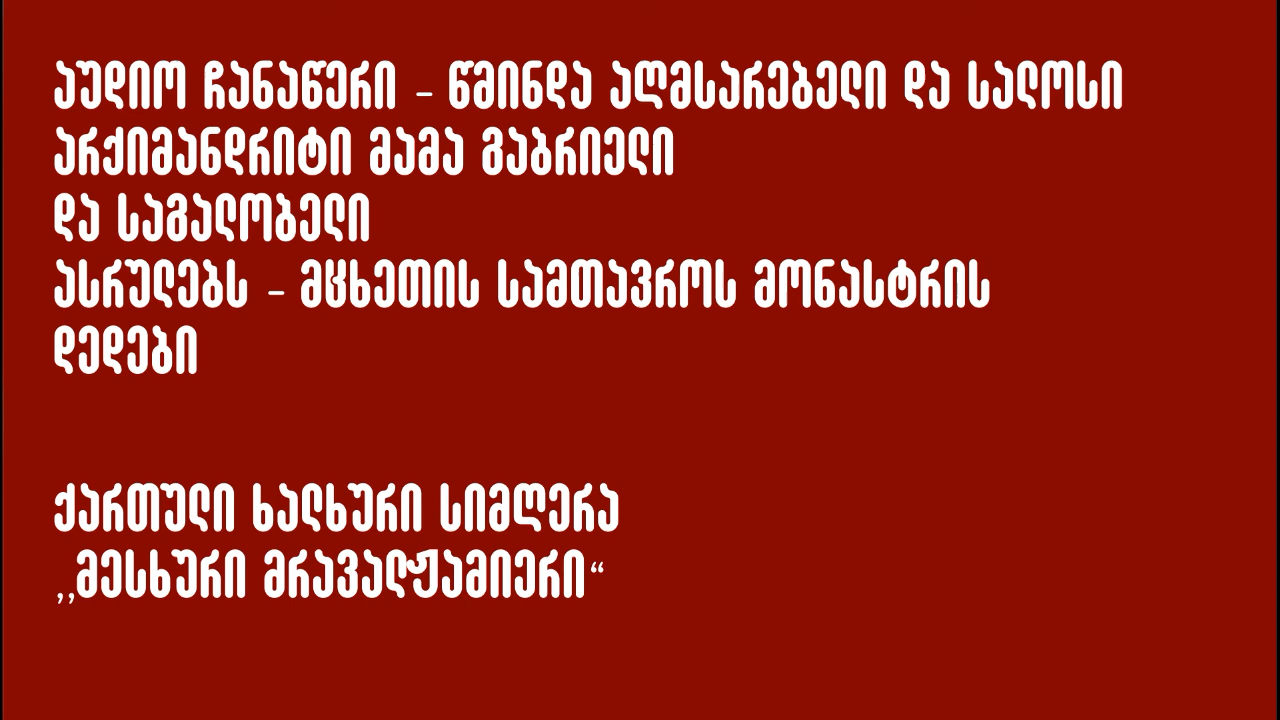 აუდიო ჩანაწერი - წმინდა აღმსარებელი და სალოსი
არქიმანდრიტი მამა გაბრიელი
და საგალობელი
ასრულებს - მცხეთის სამთავროს მონასტრის
დედები
ქართული ხალხური სიმღერა
,,მესხური მრავალჟამიერი“